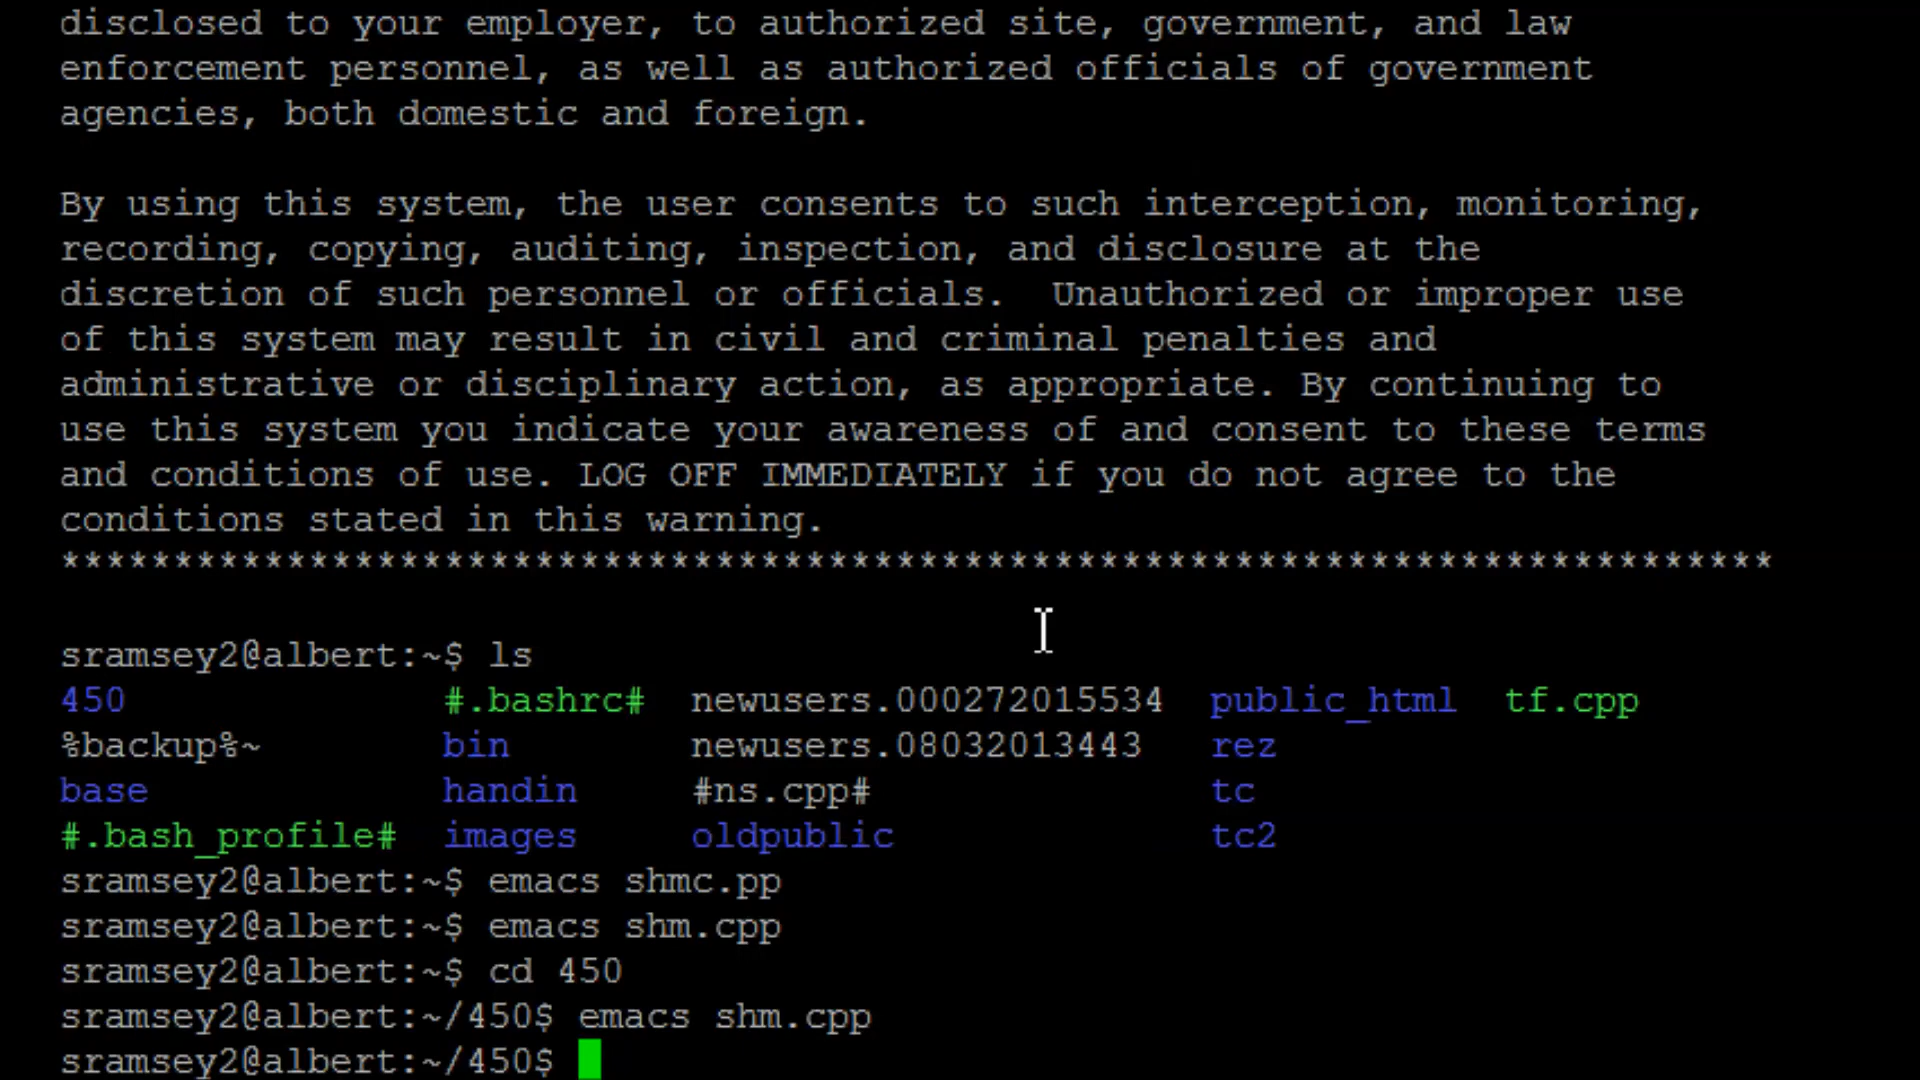 disclosed to your employer, to authorized site, government, and law
enforcement personnel, as well as authorized officials of government
agencies, both domestic and foreign.
By using this system, the user consents to such interception, monitoring,
recording, copying, auditing, inspection, and disclosure at the
discretion of such personnel or officials.  Unauthorized or improper use
of this system may result in civil and criminal penalties and
administrative or disciplinary action, as appropriate. By continuing to
use this system you indicate your awareness of and consent to these terms
and conditions of use. LOG OFF IMMEDIATELY if you do not agree to the
conditions stated in this warning.
****************************************************************************
sramsey2@albert:~$ ls
450              #.bashrc#  newusers.000272015534  public_html  tf.cpp
%backup%~        bin        newusers.08032013443   rez
base             handin     #ns.cpp#               tc
#.bash_profile#  images     oldpublic              tc2
sramsey2@albert:~$ emacs shmc.pp
sramsey2@albert:~$ emacs shm.cpp
sramsey2@albert:~$ cd 450
sramsey2@albert:~/450$ emacs shm.cpp
sramsey2@albert:~/450$